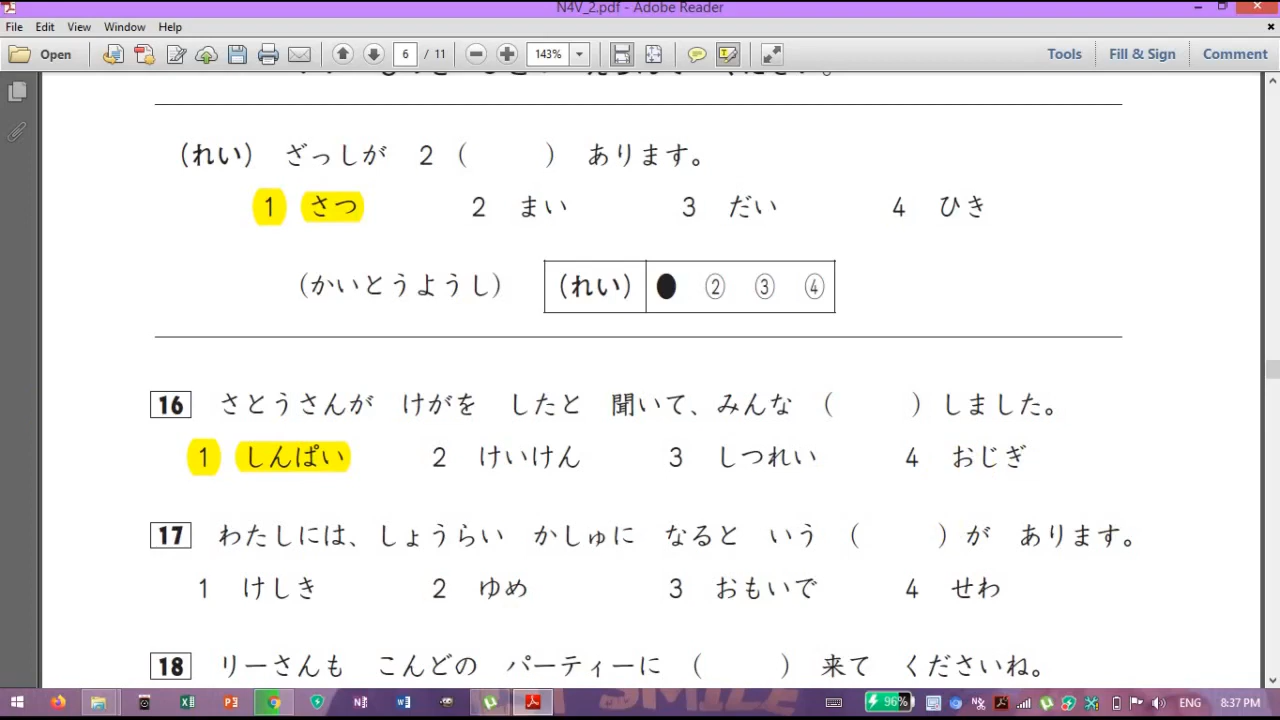 N4V_2.pdf - Adobe Reader
File Edit View Window Help
Open 6 / 11 143% Tools Fill & Sign Comment
(れい) ざっしが 2 ( ) あります。
1 さつ 2 まい 3 だい 4 ひき
(かいとうようし) (れい) ② ③ ④
16 さとうさんが けがを したと 聞いて、みんな ( ) しました。
1 しんぱい 2 けいけん 3 しつれい 4 おじぎ
17 わたしには、しょうらい かしゅに なると いう ( ) が あります。
1 けしき 2 ゆめ 3 おもいで 4 せわ
18 リーさんも こんどの パーティーに ( ) 来て くださいね。
SMILE
96% ENG 8:37 PM